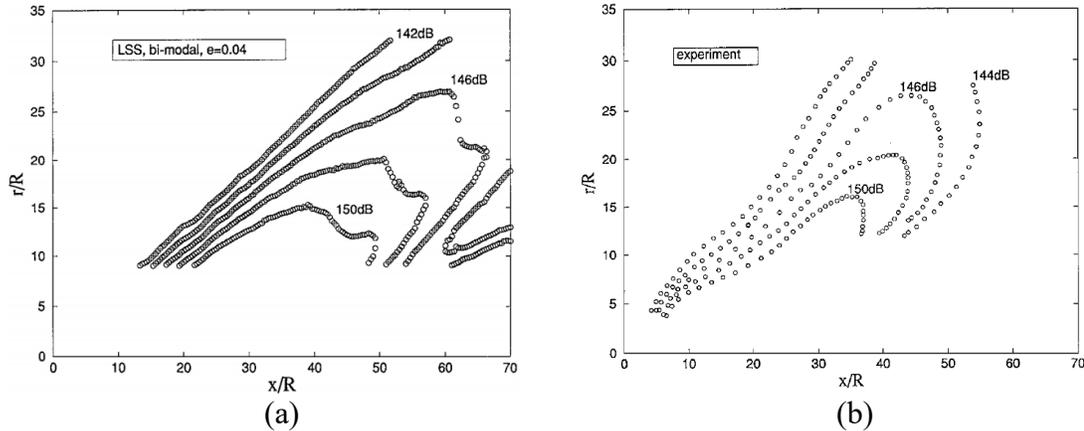 35
30
25
20
15
10
5
0
r/R
LSS, bi-modal, e=0.04
142dB
146dB
150dB
0 10 20 30 40 50 60 70
x/R
(a)
35
30
25
20
15
10
5
0
r/R
experiment
144dB
146dB
150dB
0 10 20 30 40 50 60 70
x/R
(b)